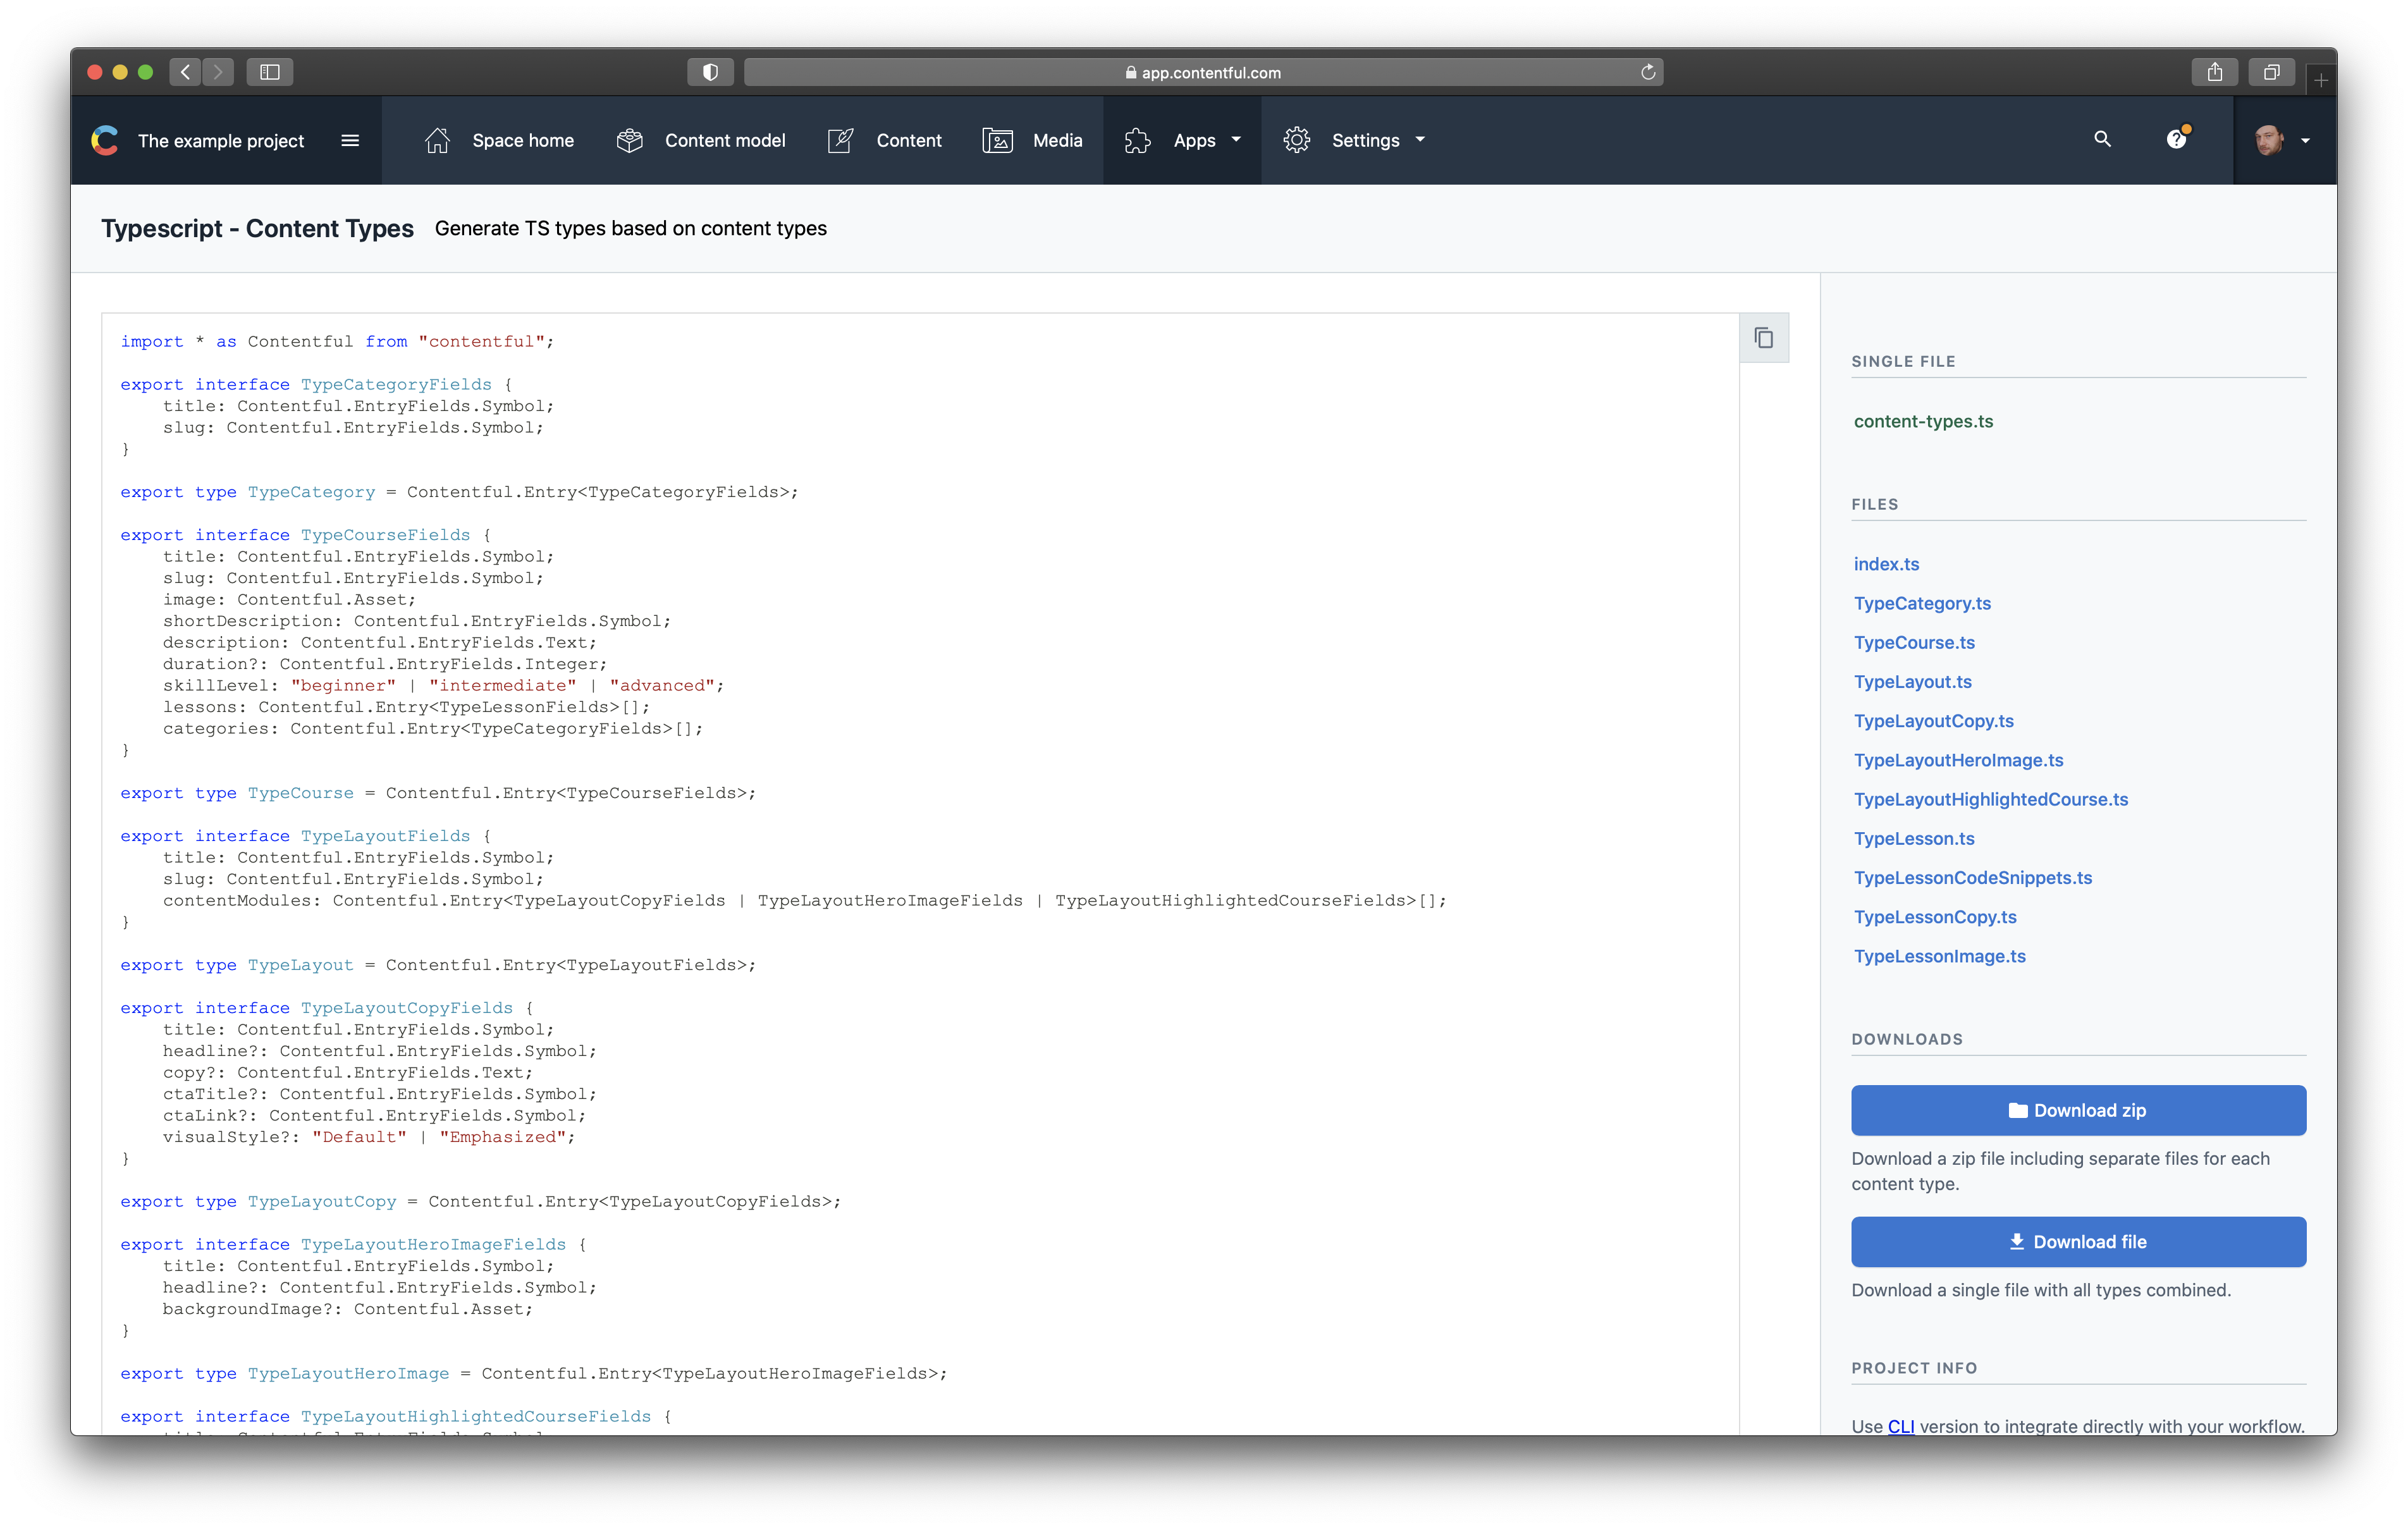 app.contentful.com
The example project
Space home
Content model
Content
Media
Apps
Settings
?
Typescript - Content Types
Generate TS types based on content types
import * as Contentful from "contentful";
export interface TypeCategoryFields {
    title: Contentful.EntryFields.Symbol;
    slug: Contentful.EntryFields.Symbol;
}
export type TypeCategory = Contentful.Entry<TypeCategoryFields>;
export interface TypeCourseFields {
    title: Contentful.EntryFields.Symbol;
    slug: Contentful.EntryFields.Symbol;
    image: Contentful.Asset;
    shortDescription: Contentful.EntryFields.Symbol;
    description: Contentful.EntryFields.Text;
    duration?: Contentful.EntryFields.Integer;
    skillLevel: "beginner" | "intermediate" | "advanced";
    lessons: Contentful.Entry<TypeLessonFields>[];
    categories: Contentful.Entry<TypeCategoryFields>[];
}
export type TypeCourse = Contentful.Entry<TypeCourseFields>;
export interface TypeLayoutFields {
    title: Contentful.EntryFields.Symbol;
    slug: Contentful.EntryFields.Symbol;
    contentModules: Contentful.Entry<TypeLayoutCopyFields | TypeLayoutHeroImageFields | TypeLayoutHighlightedCourseFields>[];
}
export type TypeLayout = Contentful.Entry<TypeLayoutFields>;
export interface TypeLayoutCopyFields {
    title: Contentful.EntryFields.Symbol;
    headline?: Contentful.EntryFields.Symbol;
    copy?: Contentful.EntryFields.Text;
    ctaTitle?: Contentful.EntryFields.Symbol;
    ctaLink?: Contentful.EntryFields.Symbol;
    visualStyle?: "Default" | "Emphasized";
}
export type TypeLayoutCopy = Contentful.Entry<TypeLayoutCopyFields>;
export interface TypeLayoutHeroImageFields {
    title: Contentful.EntryFields.Symbol;
    headline?: Contentful.EntryFields.Symbol;
    backgroundImage?: Contentful.Asset;
}
export type TypeLayoutHeroImage = Contentful.Entry<TypeLayoutHeroImageFields>;
export interface TypeLayoutHighlightedCourseFields {
SINGLE FILE
content-types.ts
FILES
index.ts
TypeCategory.ts
TypeCourse.ts
TypeLayout.ts
TypeLayoutCopy.ts
TypeLayoutHeroImage.ts
TypeLayoutHighlightedCourse.ts
TypeLesson.ts
TypeLessonCodeSnippets.ts
TypeLessonCopy.ts
TypeLessonImage.ts
DOWNLOADS
Download zip
Download a zip file including separate files for each
content type.
Download file
Download a single file with all types combined.
PROJECT INFO
Use CLI version to integrate directly with your workflow.